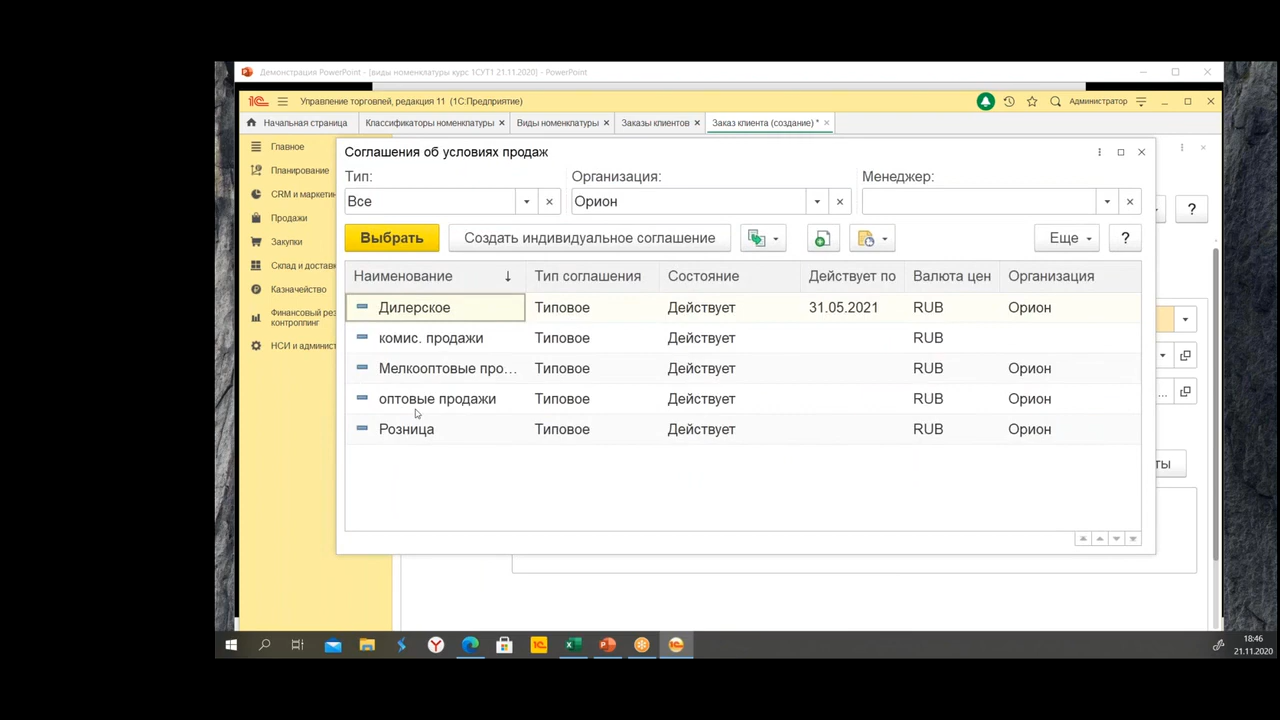 Демонстрация PowerPoint - [виды номенклатуры курс 1СУТ1 21.11.2020] - PowerPoint
Управление торговлей, редакция 11 (1С:Предприятие)
Администратор
Начальная страница
Классификаторы номенклатуры
Виды номенклатуры
Заказы клиентов
Заказ клиента (создание) *
Главное
Планирование
CRM и маркетин
Продажи
Закупки
Склад и достав
Казначейство
Финансовый рез
контроллинг
НСИ и админист
Соглашения об условиях продаж
Тип:
Организация:
Менеджер:
Все
Орион
Выбрать
Создать индивидуальное соглашение
Еще
?
?
Наименование ↓ Тип соглашения Состояние Действует по Валюта цен Организация
Дилерское Типовое Действует 31.05.2021 RUB Орион
комис. продажи Типовое Действует RUB
Мелкооптовые про... Типовое Действует RUB Орион
оптовые продажи Типовое Действует RUB Орион
Розница Типовое Действует RUB Орион
ты
18:46
21.11.2020